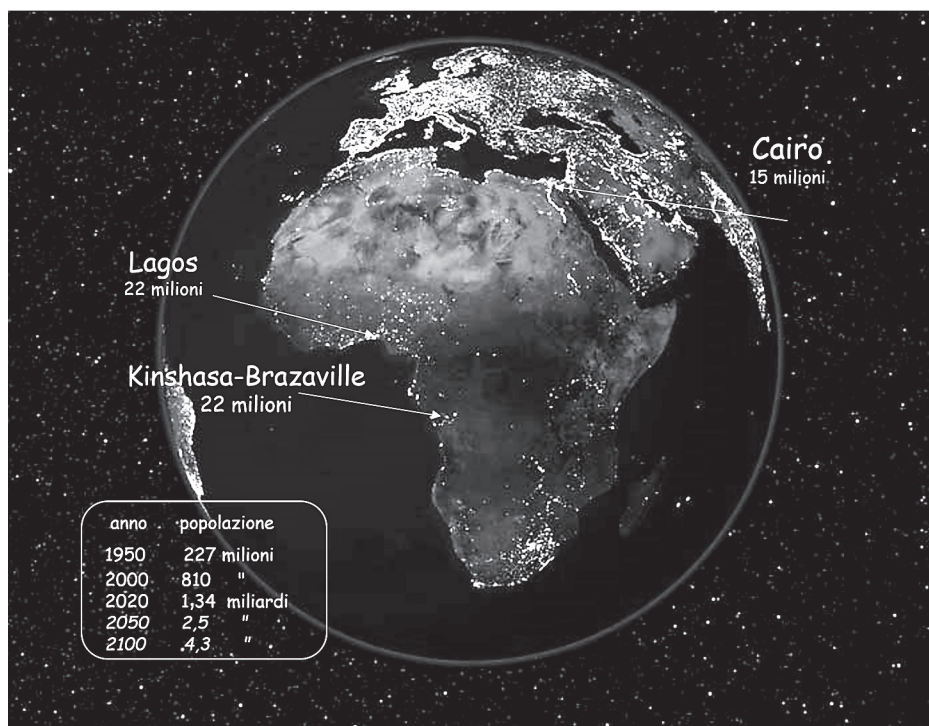 Cairo
15 milioni
Lagos
22 milioni
Kinshasa-Brazaville
22 milioni
anno popolazione
1950 227 milioni
2000 810 "
2020 1,34 miliardi
2050 2,5 "
2100 4,3 "